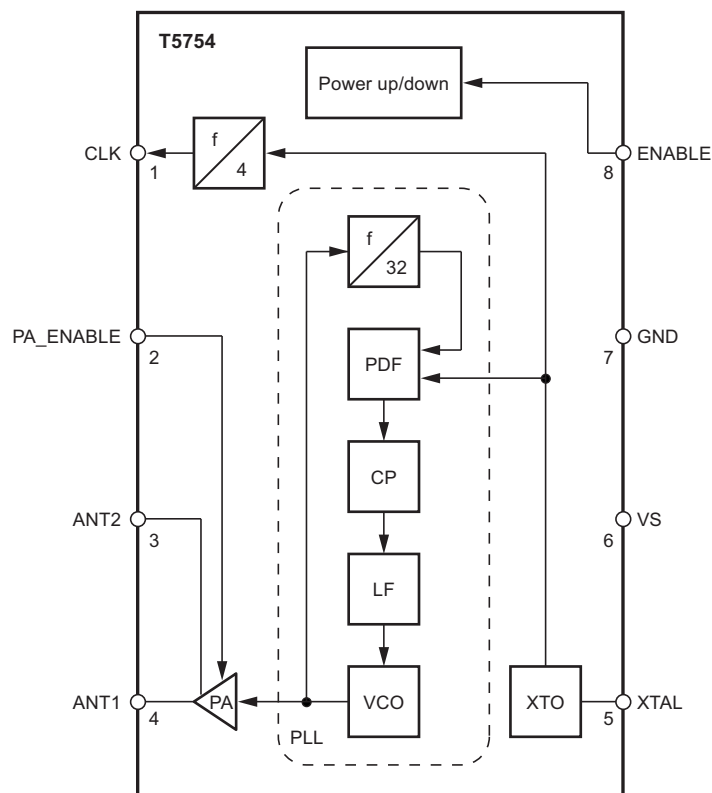 T5754
Power up/down
CLK
1
f
4
ENABLE
8
f
32
PA_ENABLE
2
PDF
GND
7
CP
ANT2
3
VS
6
LF
ANT1
4
PA
VCO
XTO
5
XTAL
PLL